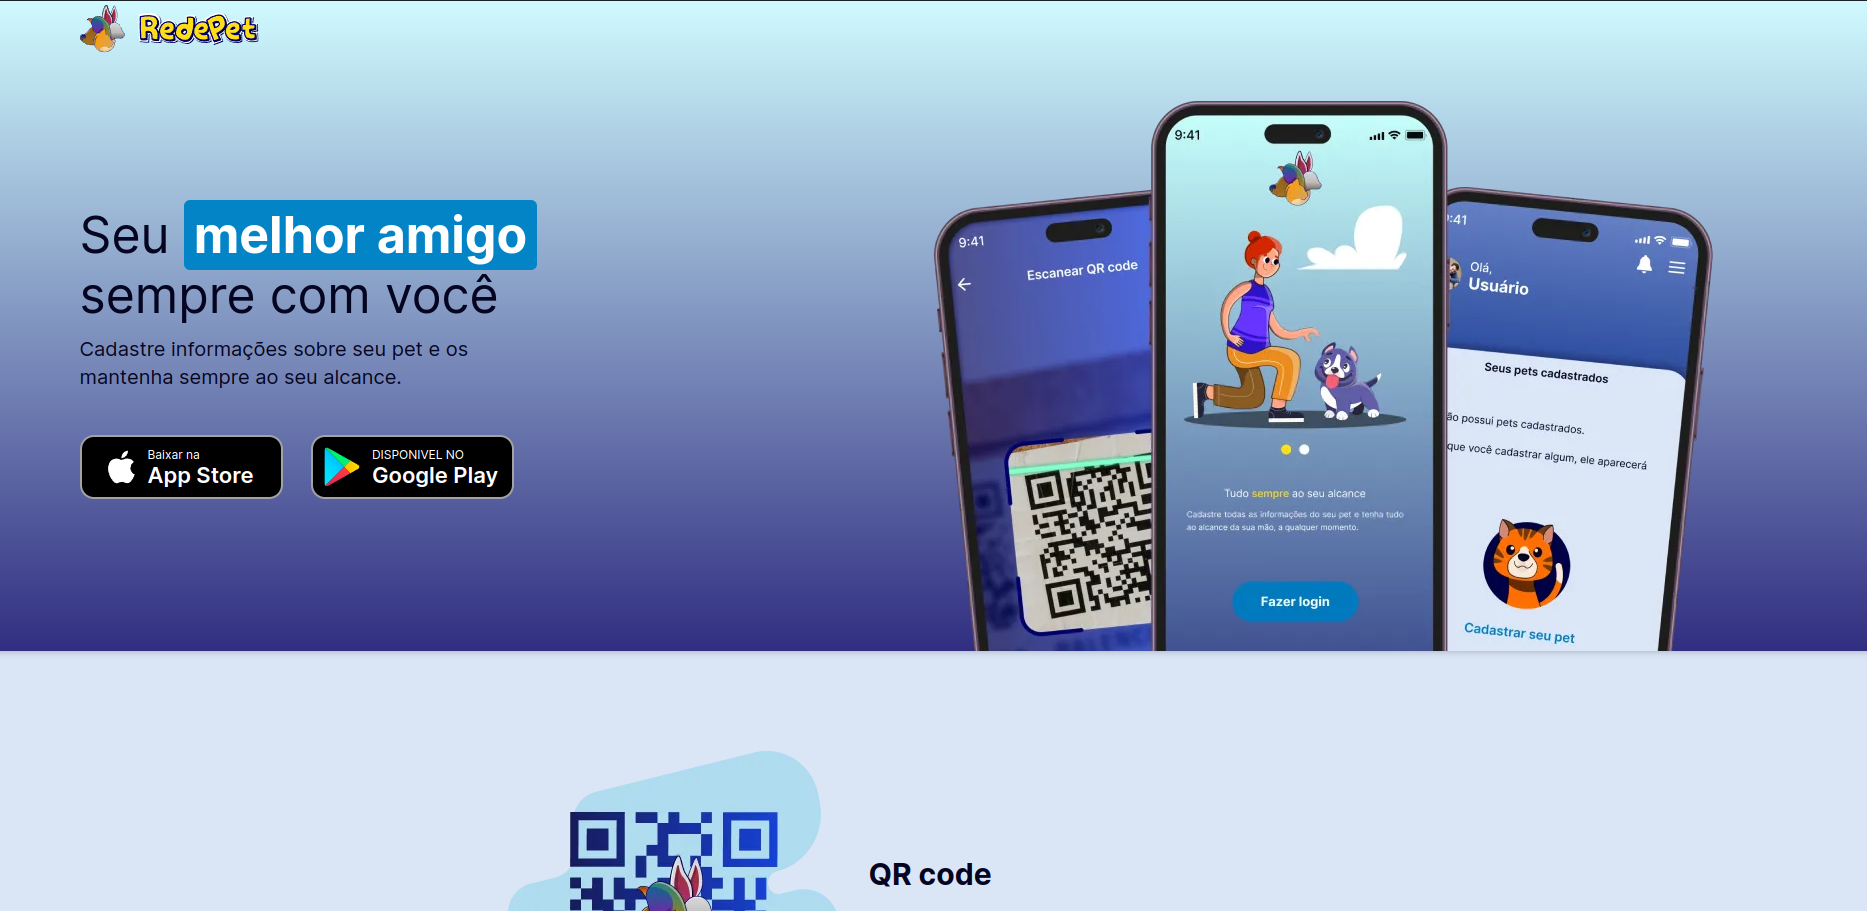 RedePet
Seu melhor amigo
sempre com você
Cadastre informações sobre seu pet e os
mantenha sempre ao seu alcance.
Baixar na
App Store
DISPONIVEL NO
Google Play
9:41
Escanear QR code
9:41
Tudo sempre ao seu alcance
Cadastre todas as informações do seu pet e tenha tudo
ao alcance da sua mão, a qualquer momento.
Fazer login
:41
Olá,
Usuário
Seus pets cadastrados
ão possui pets cadastrados.
que você cadastrar algum, ele aparecerá
Cadastrar seu pet
QR code